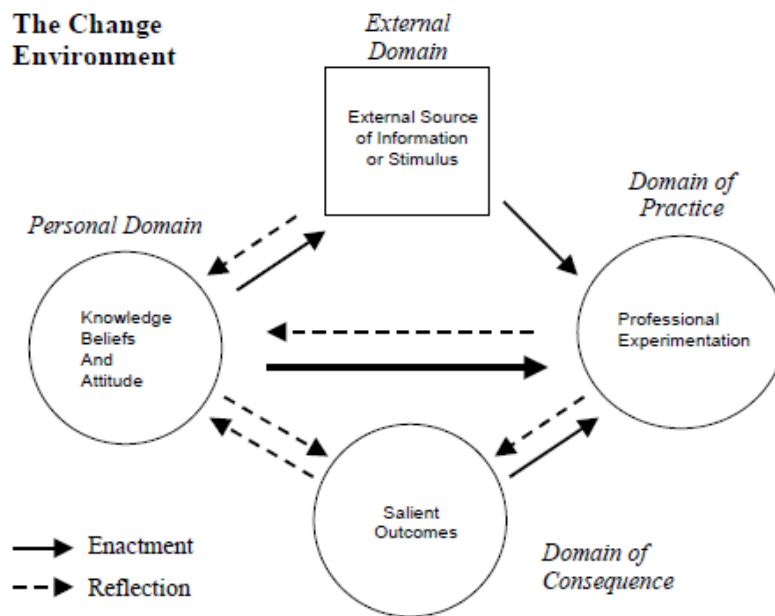 The Change
Environment
External
Domain
External Source
of Information
or Stimulus
Domain of
Practice
Personal Domain
Knowledge
Beliefs
And
Attitude
Professional
Experimentation
Salient
Outcomes
Enactment
Reflection
Domain of
Consequence